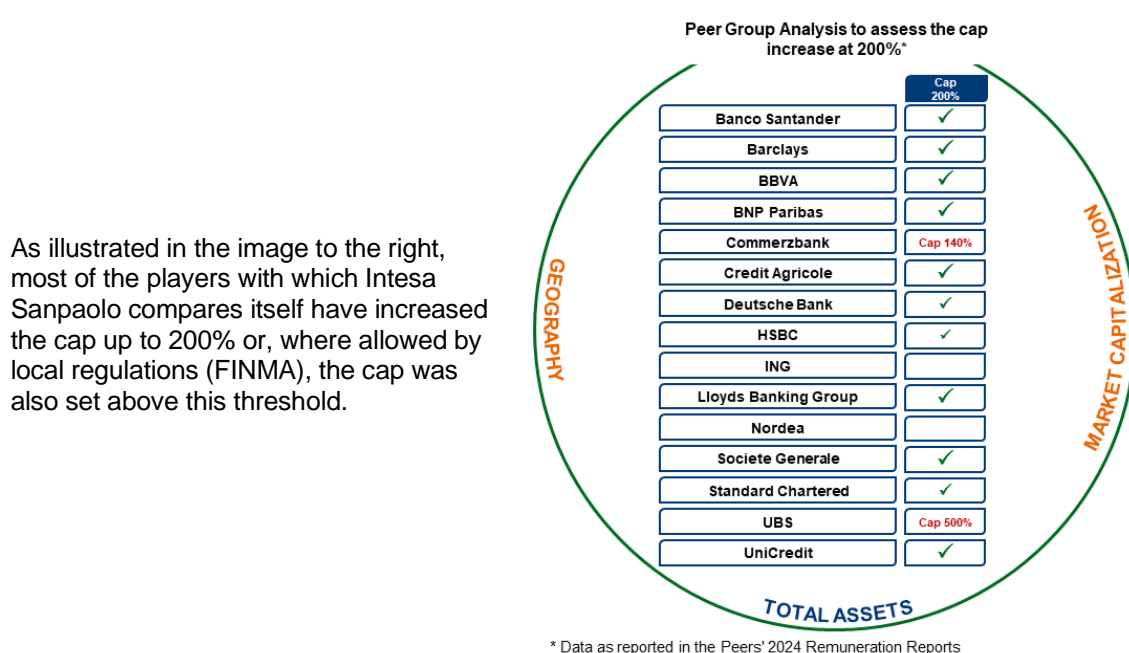 Peer Group Analysis to assess the cap
increase at 200%*
As illustrated in the image to the right,
most of the players with which Intesa
Sanpaolo compares itself have increased
the cap up to 200% or, where allowed by
local regulations (FINMA), the cap was
also set above this threshold.
GEOGRAPHY
Cap
200%
Banco Santander ✓
Barclays ✓
BBVA ✓
BNP Paribas ✓
Commerzbank Cap 140%
Credit Agricole ✓
Deutsche Bank ✓
HSBC ✓
ING
Lloyds Banking Group ✓
Nordea
Societe Generale ✓
Standard Chartered ✓
UBS Cap 500%
UniCredit ✓
MARKET CAPITALIZATION
TOTAL ASSETS
* Data as reported in the Peers' 2024 Remuneration Reports